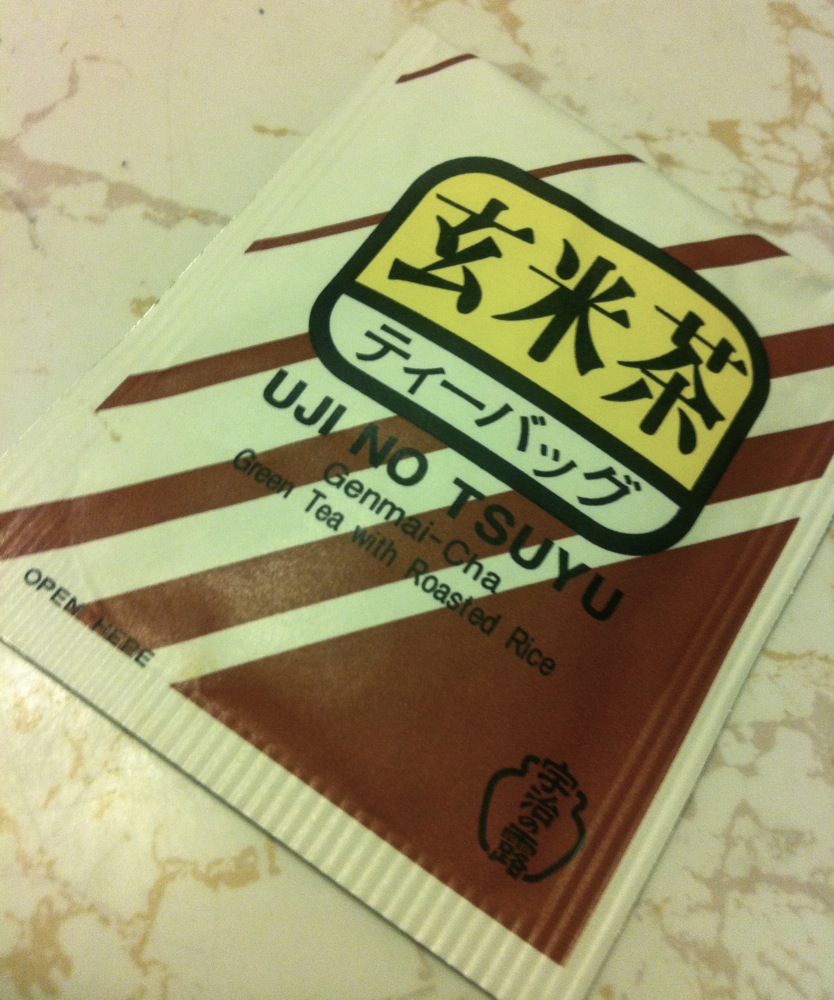 玄米茶
ティーバッグ
UJI NO TSUYU
Genmai-Cha
Green Tea with Roasted Rice
OPEN HERE
宇治の露